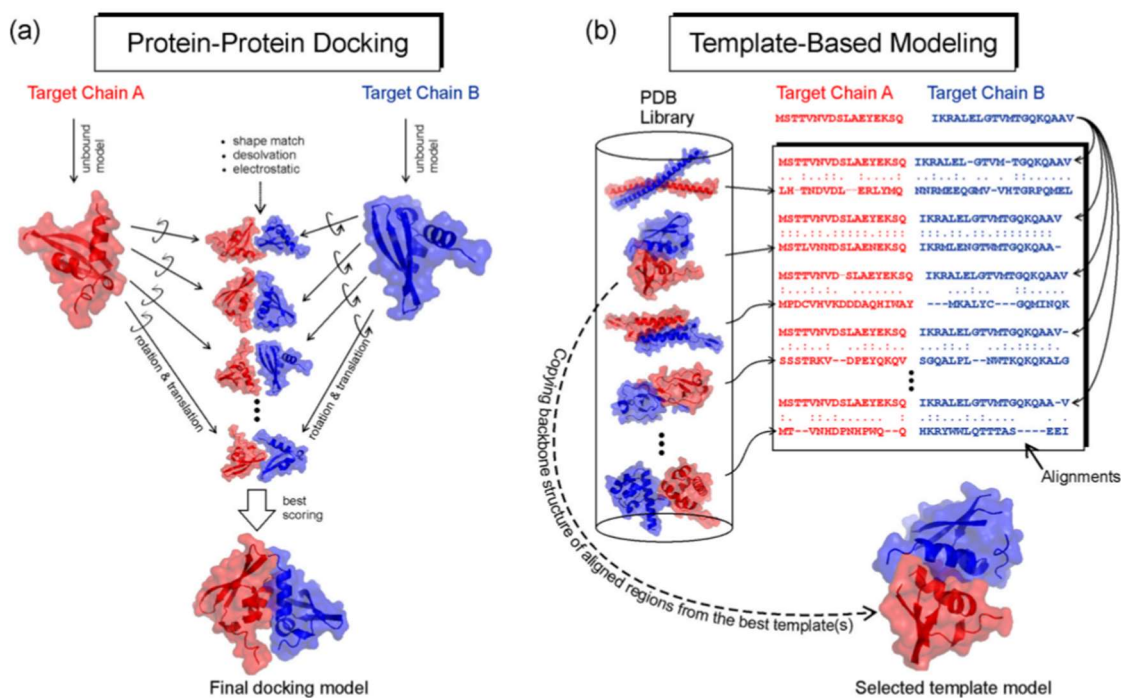 (a)
Protein-Protein Docking
Target Chain A
Target Chain B
unbound
model
• shape match
• desolvation
• electrostatic
unbound
model
rotation & translation
rotation & translation
best
scoring
Final docking model
(b)
Template-Based Modeling
PDB
Library
Target Chain A
Target Chain B
MSTTVNVDSLAEYEKSQ IKRALELGTVMTGQKQAAV
MSTTVNVDSLAEYEKSQ IKRALEL-GTVM-TGQKQAAV
LH-TNDVDL--ERLYMQ NNRMEEQGMV-VHTGRPQMEL
MSTTVNVDSLAEYEKSQ IKRALELGTVMTGQKQAAV
MSTLVNNDSLAENEKSQ IKRMLENGTWMTGQKQAA-
MSTTVNVD-SLAEYEKSQ IKRALELGTVMTGQKQAAV
MPDCVHVKDDDAQHIWAY ---MKALYC---GQMINQK
MSTTVNVDSLAEYEKSQ IKRALELGTVMTGQKQAAV-
SSSTRKV--DPEYQKQV SGQALPL--NWTKQKQKALG
MSTTVNVDSLAEYEKSQ IKRALELGTVMTGQKQAA-V
MT--VNHDPNHPWQ--Q HKRYWWLQTTTAS----EEI
Alignments
Copying backbone structure of aligned regions from the best template(s)
Selected template model